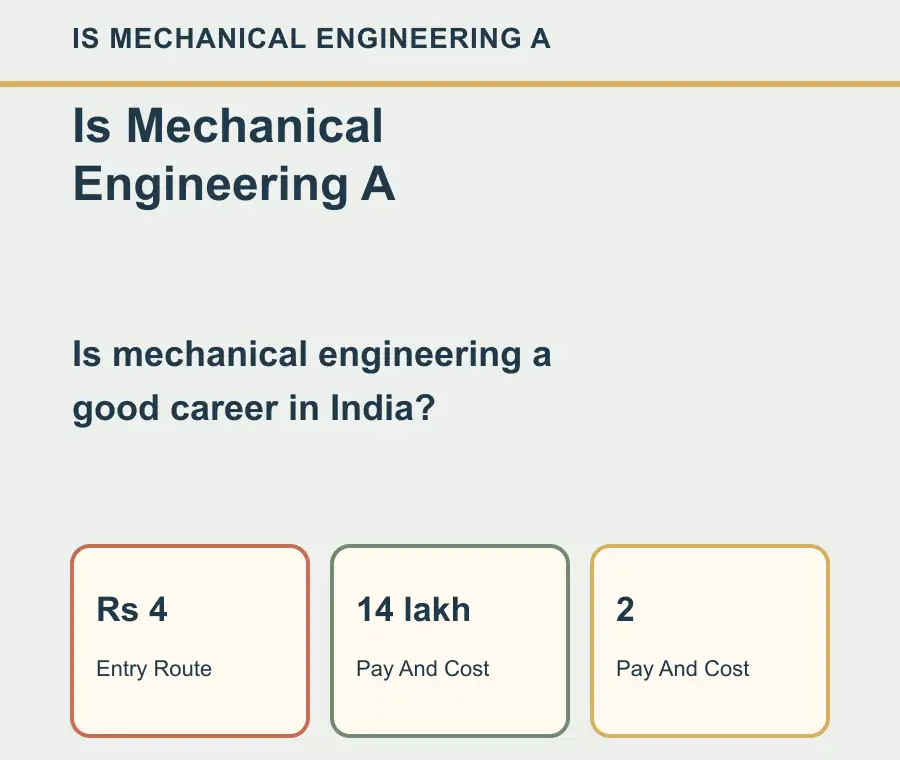 IS MECHANICAL ENGINEERING A
Is Mechanical
Engineering A
Is mechanical engineering a
good career in India?
Rs 4
Entry Route
14 lakh
Pay And Cost
2
Pay And Cost